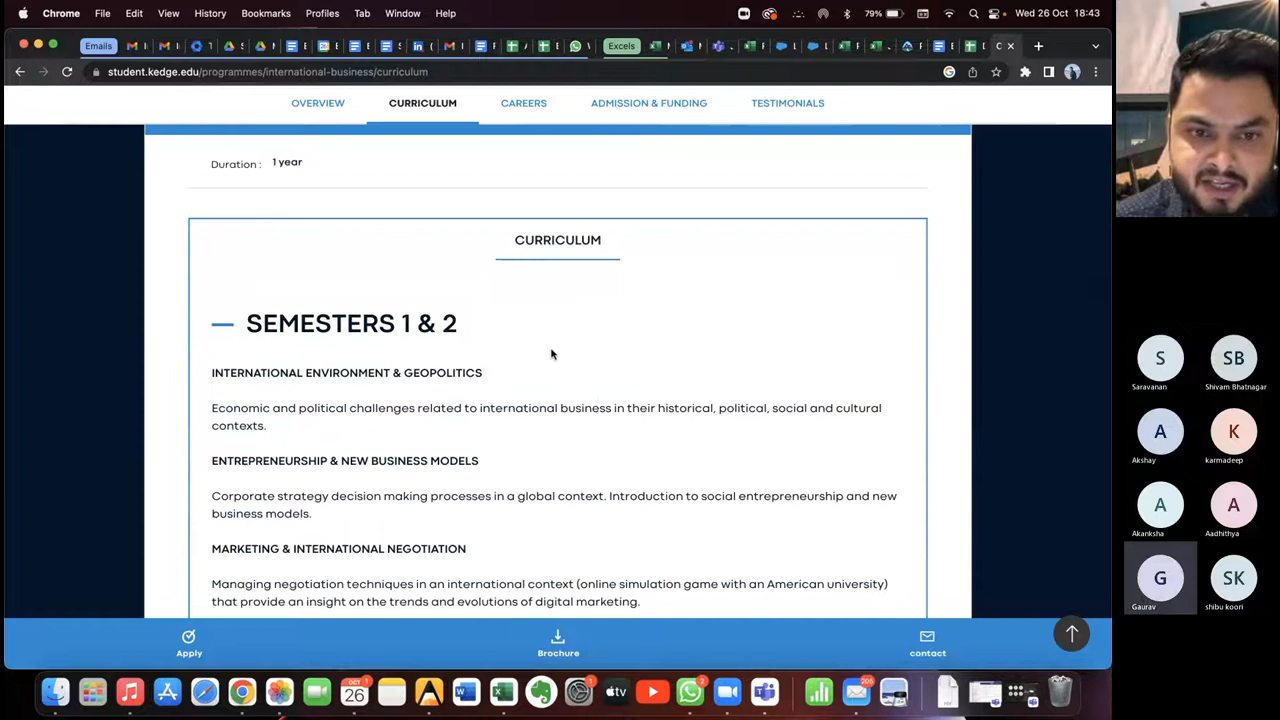 Chrome File Edit View History Bookmarks Profiles Tab Window Help 79% Wed 26 Oct 18:43
Emails Excels
student.kedge.edu/programmes/international-business/curriculum
OVERVIEW CURRICULUM CAREERS ADMISSION & FUNDING TESTIMONIALS
Duration : 1 year
CURRICULUM
— SEMESTERS 1 & 2
INTERNATIONAL ENVIRONMENT & GEOPOLITICS
Economic and political challenges related to international business in their historical, political, social and cultural
contexts.
ENTREPRENEURSHIP & NEW BUSINESS MODELS
Corporate strategy decision making processes in a global context. Introduction to social entrepreneurship and new
business models.
MARKETING & INTERNATIONAL NEGOTIATION
Managing negotiation techniques in an international context (online simulation game with an American university)
that provide an insight on the trends and evolutions of digital marketing.
Apply Brochure contact
S SB
Saravanan Shivam Bhatnagar
A K
Akshay karmadeep
A A
Akanksha Aadhithya
G SK
Gaurav shibu koori
OCT 1
26
tv
2
205